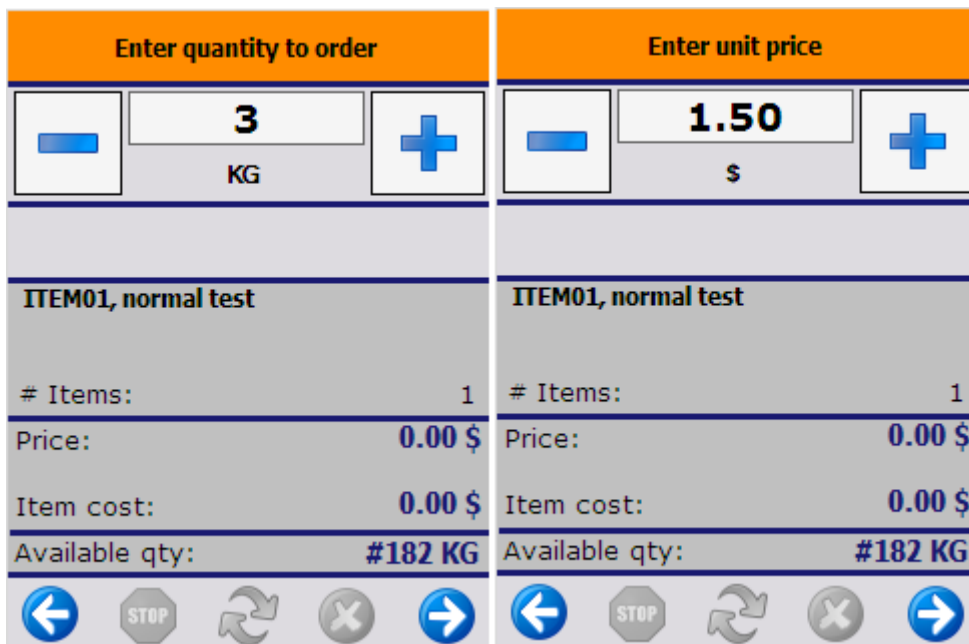 Enter quantity to order
3
KG
ITEM01, normal test
# Items: 1
Price: 0.00 $
Item cost: 0.00 $
Available qty: #182 KG
STOP
Enter unit price
1.50
$
ITEM01, normal test
# Items: 1
Price: 0.00 $
Item cost: 0.00 $
Available qty: #182 KG
STOP